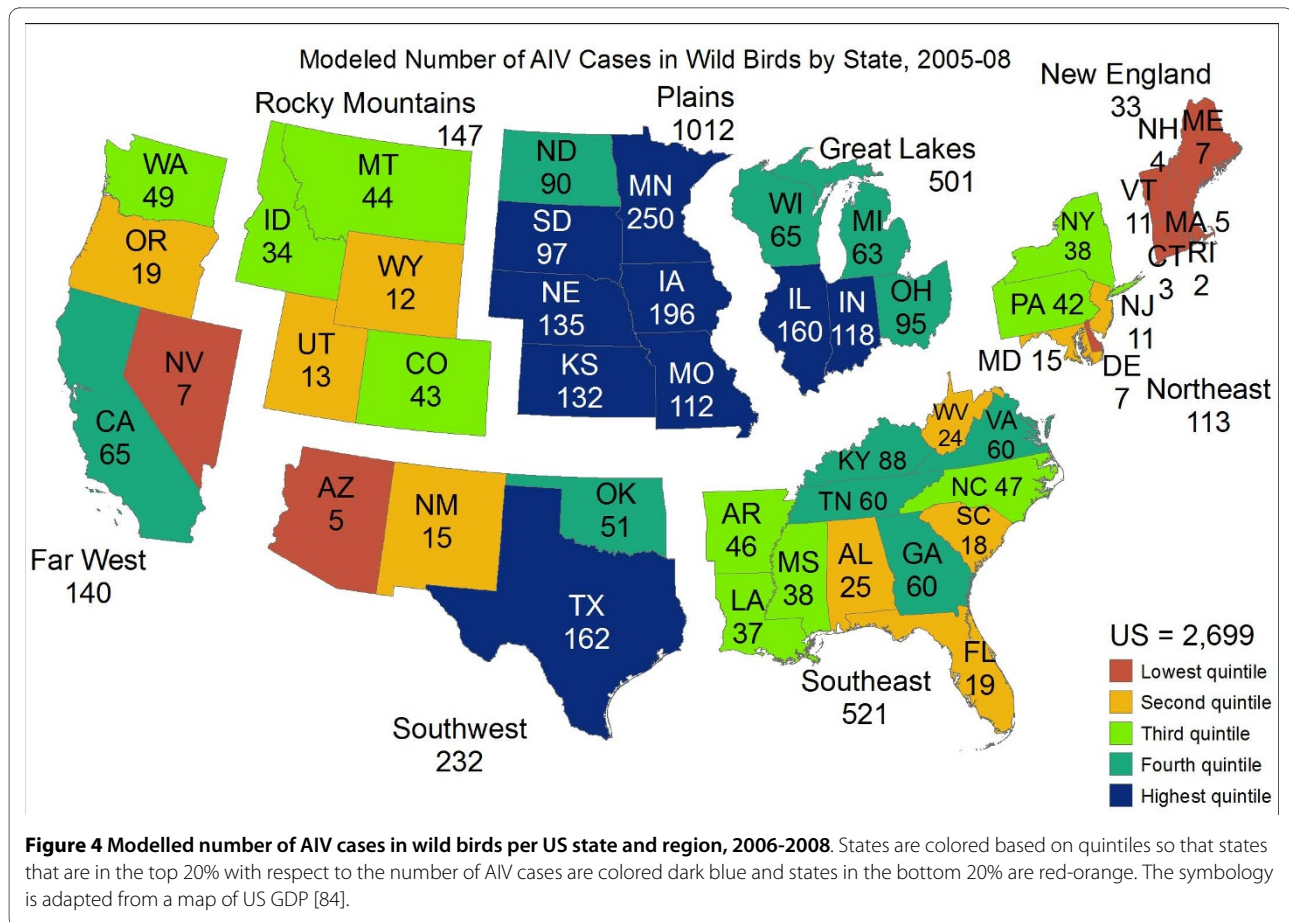 Modeled Number of AIV Cases in Wild Birds by State, 2005-08
Rocky Mountains
147
Plains
1012
Great Lakes
501
New England
33
WA
49
OR
19
CA
65
NV
7
Far West
140
ID
34
MT
44
WY
12
UT
13
CO
43
ND
90
SD
97
NE
135
KS
132
MN
250
IA
196
MO
112
WI
65
MI
63
IL
160
IN
118
OH
95
NH
4
ME
7
VT
11
MA 5
CT
3
RI
2
NY
38
PA 42
NJ
11
MD 15
DE
7
Northeast
113
AZ
5
NM
15
OK
51
TX
162
Southwest
232
AR
46
LA
37
MS
38
AL
25
GA
60
FL
19
SC
18
NC 47
TN 60
KY 88
WV
24
VA
60
Southeast
521
US = 2,699
Lowest quintile
Second quintile
Third quintile
Fourth quintile
Highest quintile
Figure 4 Modelled number of AIV cases in wild birds per US state and region, 2006-2008. States are colored based on quintiles so that states
that are in the top 20% with respect to the number of AIV cases are colored dark blue and states in the bottom 20% are red-orange. The symbology
is adapted from a map of US GDP [84].